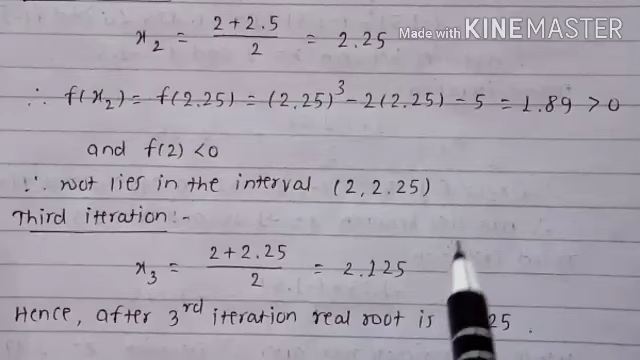 Made with KINEMASTER
x₂ = (2 + 2.5)/2 = 2.25
∴ f(x₂) = f(2.25) = (2.25)³ - 2(2.25) - 5 = 1.89 > 0
and f(2) < 0
∵ root lies in the interval (2, 2.25)
Third iteration :-
x₃ = (2 + 2.25)/2 = 2.125
Hence, after 3rd iteration real root is 25.